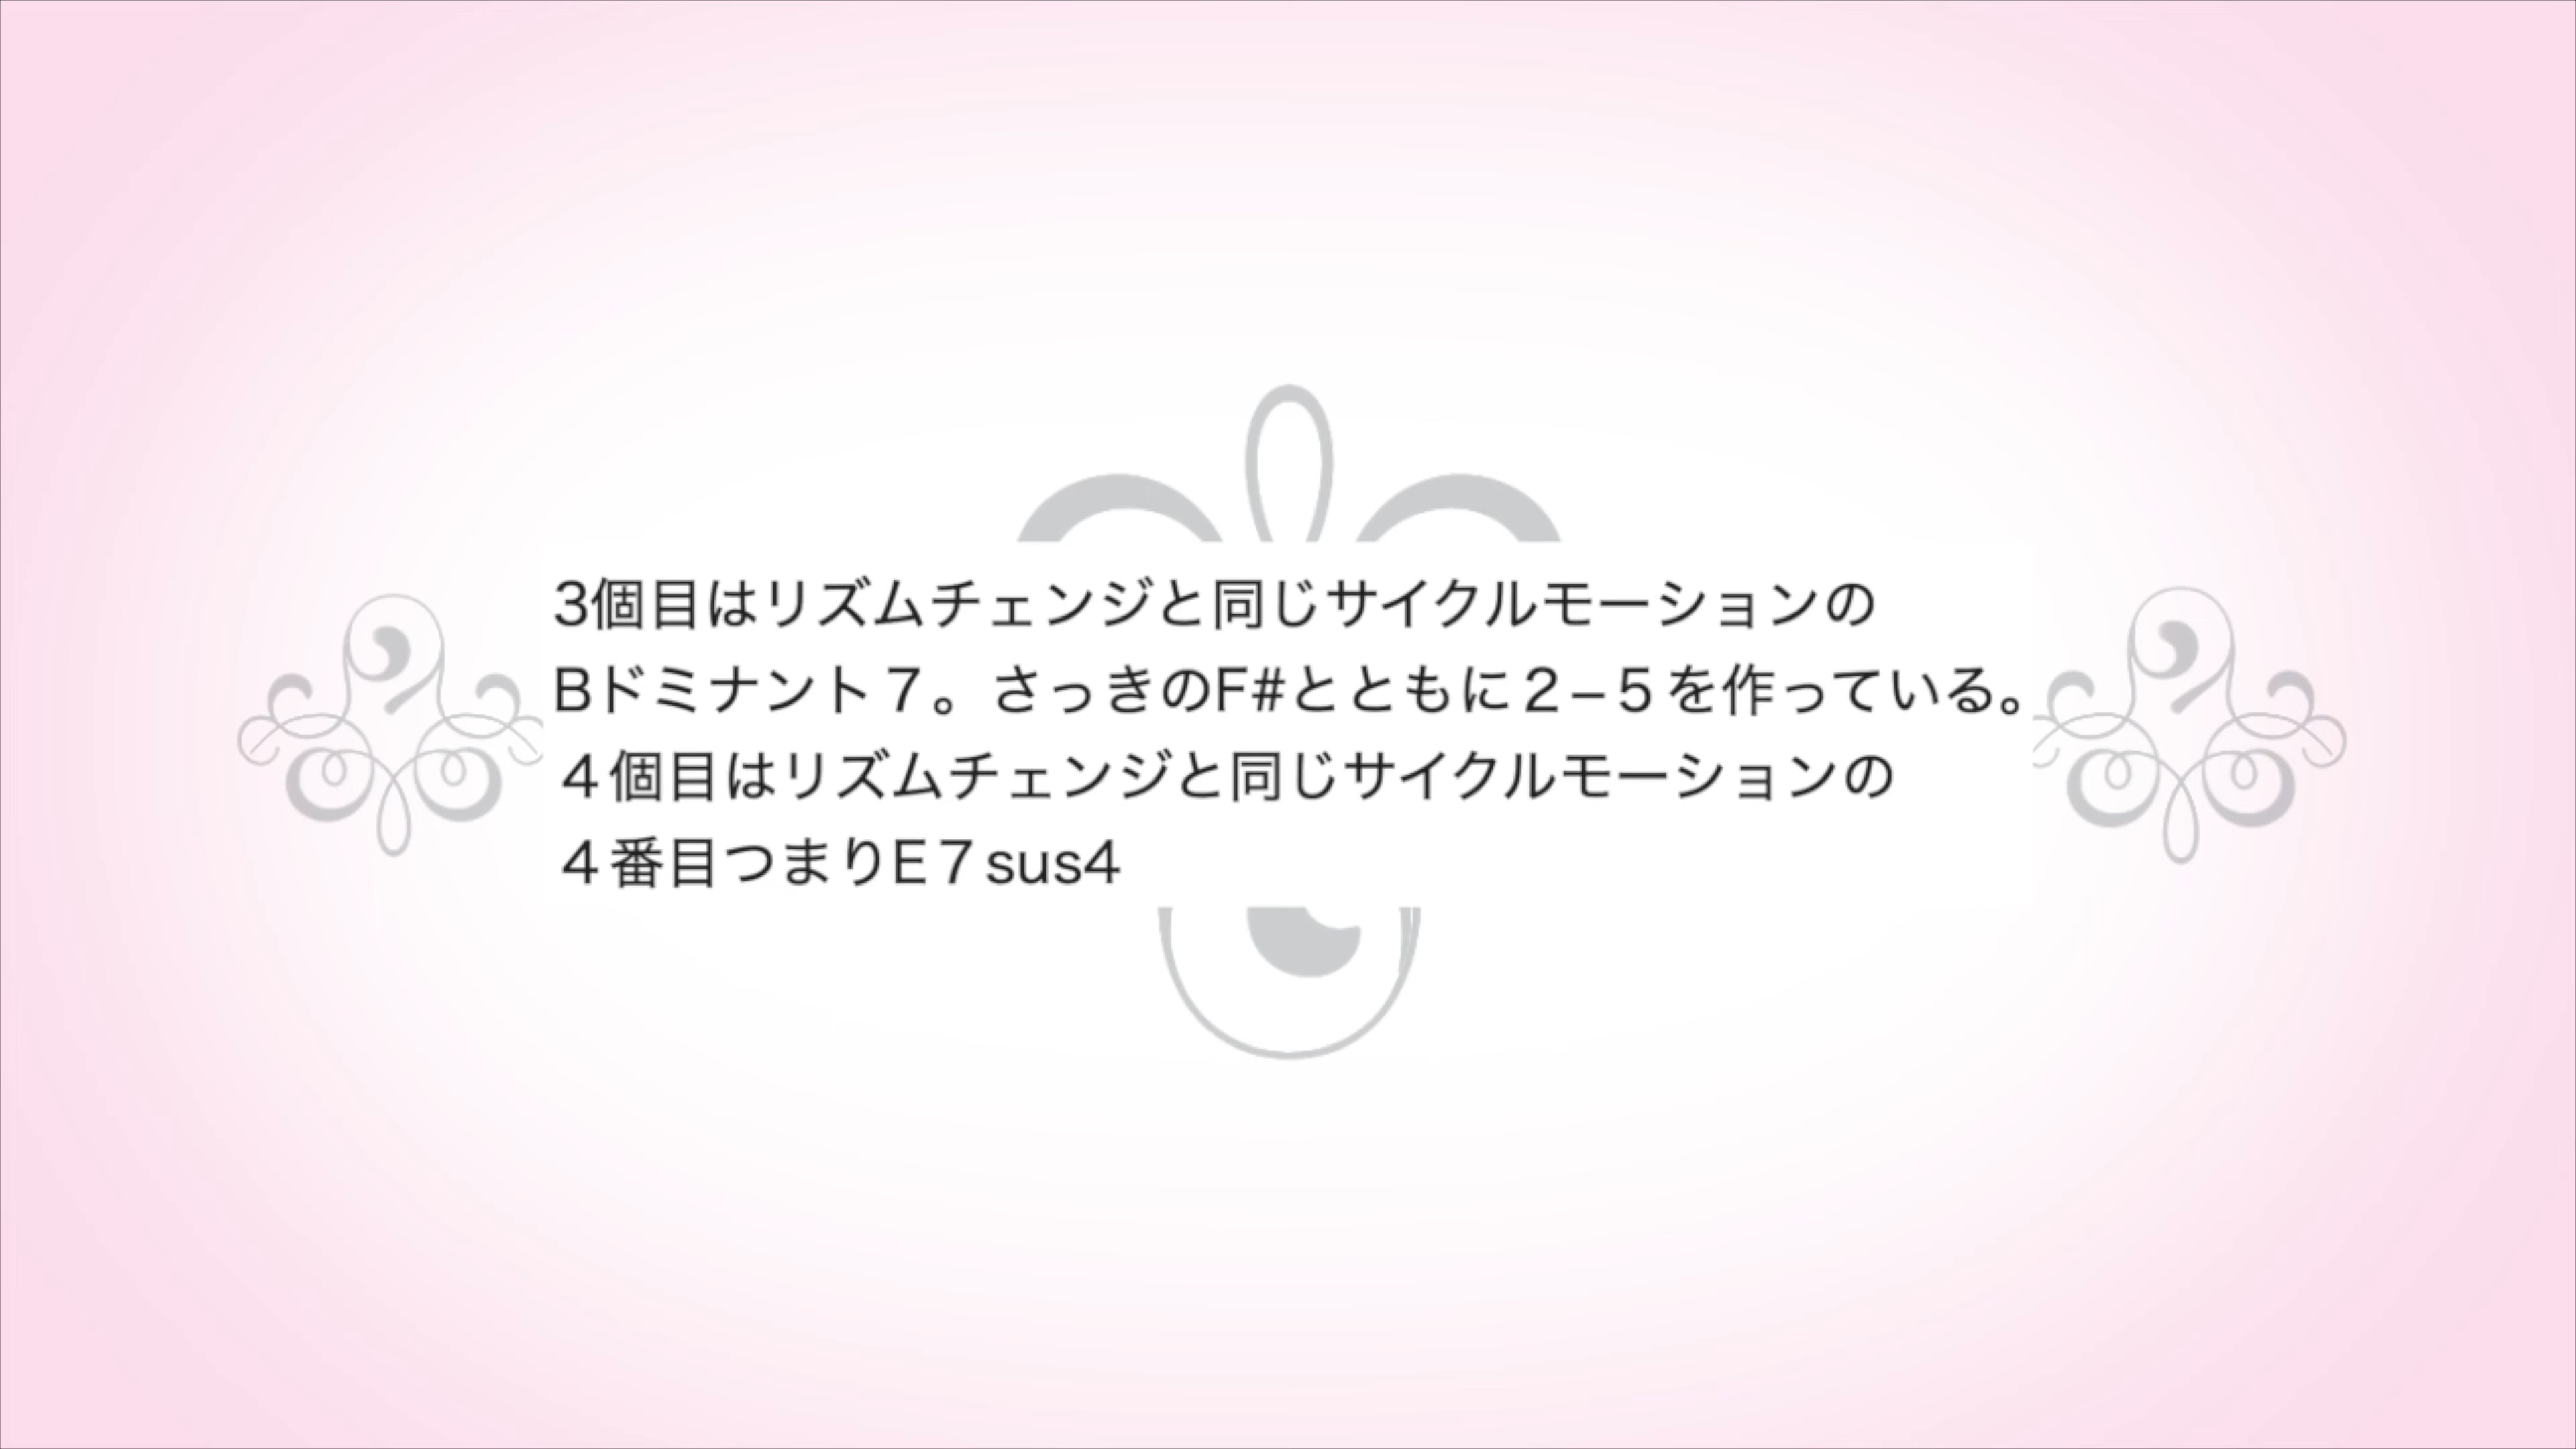 3個目はリズムチェンジと同じサイクルモーションの
Bドミナント７。さっきのF#とともに２−５を作っている。
４個目はリズムチェンジと同じサイクルモーションの
４番目つまりE７sus4